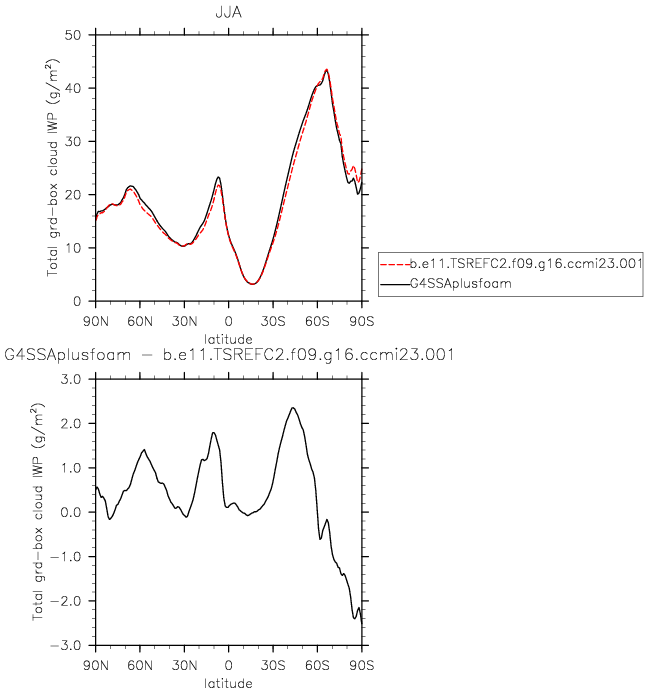 JJA
Total grd-box cloud IWP (g/m²)
50
40
30
20
10
0
90N 60N 30N 0 30S 60S 90S
latitude
b.e11.TSREFC2.f09.g16.ccmi23.001
G4SSAplusfoam
G4SSAplusfoam − b.e11.TSREFC2.f09.g16.ccmi23.001
Total grd-box cloud IWP (g/m²)
3.0
2.0
1.0
0.0
−1.0
−2.0
−3.0
90N 60N 30N 0 30S 60S 90S
latitude